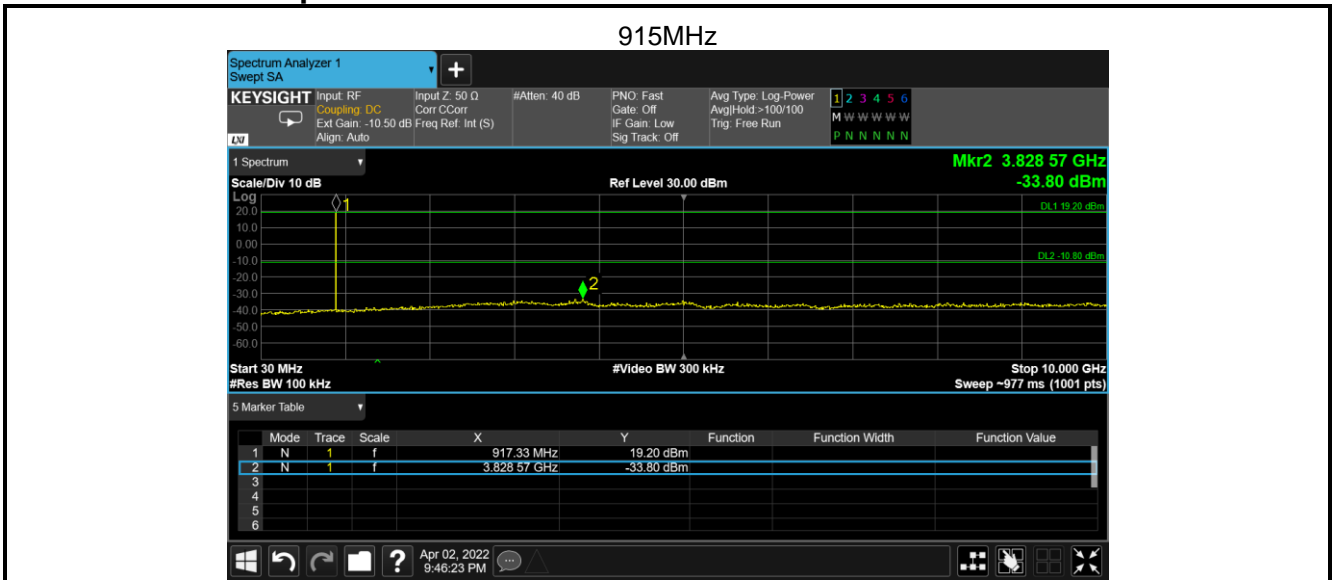 915MHz
Spectrum Analyzer 1
Swept SA
+
KEYSIGHT Input: RF Input Z: 50 Ω #Atten: 40 dB PNO: Fast Avg Type: Log-Power 1 2 3 4 5 6
Coupling: DC Corr CCorr Gate: Off Avg|Hold:>100/100 M W W W W W
Ext Gain: -10.50 dB Freq Ref: Int (S) IF Gain: Low Trig: Free Run
LXI Align: Auto Sig Track: Off P N N N N N
1 Spectrum Mkr2 3.828 57 GHz
Scale/Div 10 dB Ref Level 30.00 dBm -33.80 dBm
Log 1
20.0 DL1 19.20 dBm
10.0
0.00
-10.0 DL2 -10.80 dBm
-20.0
2
-30.0
-40.0
-50.0
-60.0
Start 30 MHz #Video BW 300 kHz Stop 10.000 GHz
#Res BW 100 kHz Sweep ~977 ms (1001 pts)
5 Marker Table
Mode Trace Scale X Y Function Function Width Function Value
1 N 1 f 917.33 MHz 19.20 dBm
2 N 1 f 3.828 57 GHz -33.80 dBm
3
4
5
6
? Apr 02, 2022
9:46:23 PM